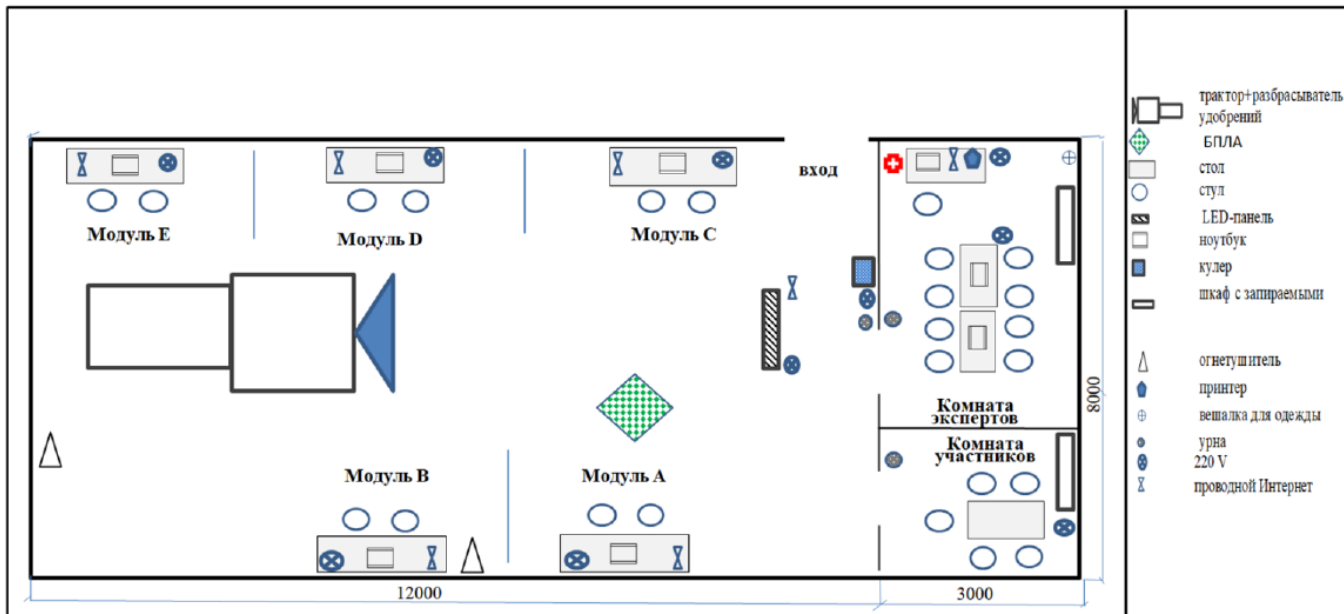 вход
Модуль E
Модуль D
Модуль C
Комната
экспертов
Комната
участников
Модуль B
Модуль A
12000
3000
8000
трактор+разбрасыватель
удобрений
БПЛА
стол
стул
LED-панель
ноутбук
кулер
шкаф с запираемыми
огнетушитель
принтер
вешалка для одежды
урна
220 V
проводной Интернет